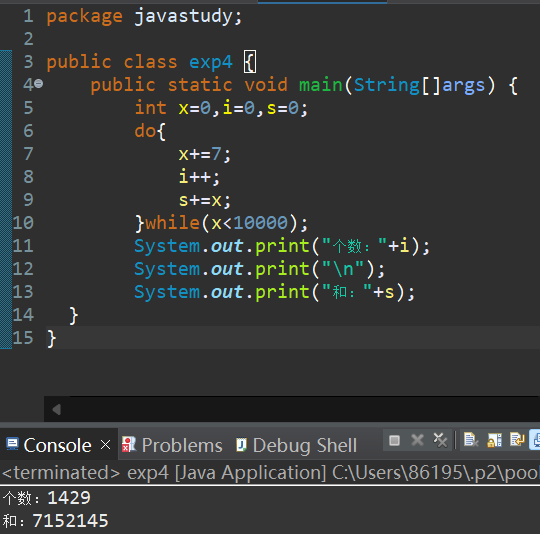 1 package javastudy;
2
3 public class exp4 {
4 public static void main(String[]args) {
5 int x=0,i=0,s=0;
6 do{
7 x+=7;
8 i++;
9 s+=x;
10 }while(x<10000);
11 System.out.print("个数："+i);
12 System.out.print("\n");
13 System.out.print("和："+s);
14 }
15 }
Console Problems Debug Shell
<terminated> exp4 [Java Application] C:\Users\86195\.p2\poo
个数：1429
和：7152145